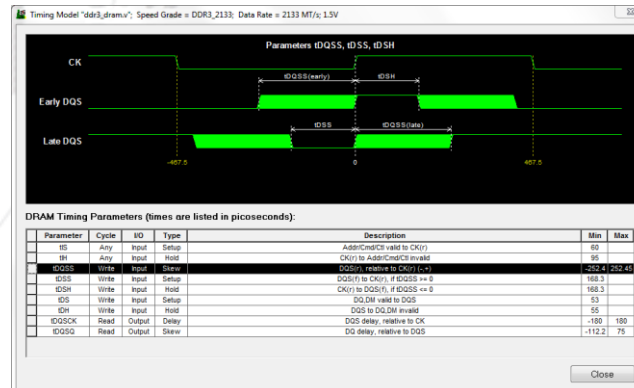 Timing Model "ddr3_dram.v"; Speed Grade = DDR3_2133; Data Rate = 2133 MT/s; 1.5V
Parameters tDQSS, tDSS, tDSH
CK
tDQSS(early) tDSH
Early DQS
tDSS tDQSS(late)
Late DQS
-467.5 0 467.5
DRAM Timing Parameters (times are listed in picoseconds):
Parameter Cycle I/O Type Description Min Max
tIS Any Input Setup Addr/Cmd/Ctl valid to CK(r) 60
tIH Any Input Hold CK(r) to Addr/Cmd/Ctl invalid 95
tDQSS Write Input Skew DQS(r), relative to CK(r) (-,+) -252.4 252.45
tDSS Write Input Setup DQS(f) to CK(r), if tDQSS >= 0 168.3
tDSH Write Input Hold CK(r) to DQS(f), if tDQSS <= 0 168.3
tDS Write Input Setup DQ,DM valid to DQS 53
tDH Write Input Hold DQS to DQ,DM invalid 55
tDQSCK Read Output Delay DQS delay, relative to CK -180 180
tDQSQ Read Output Skew DQ delay, relative to DQS -112.2 75
Close